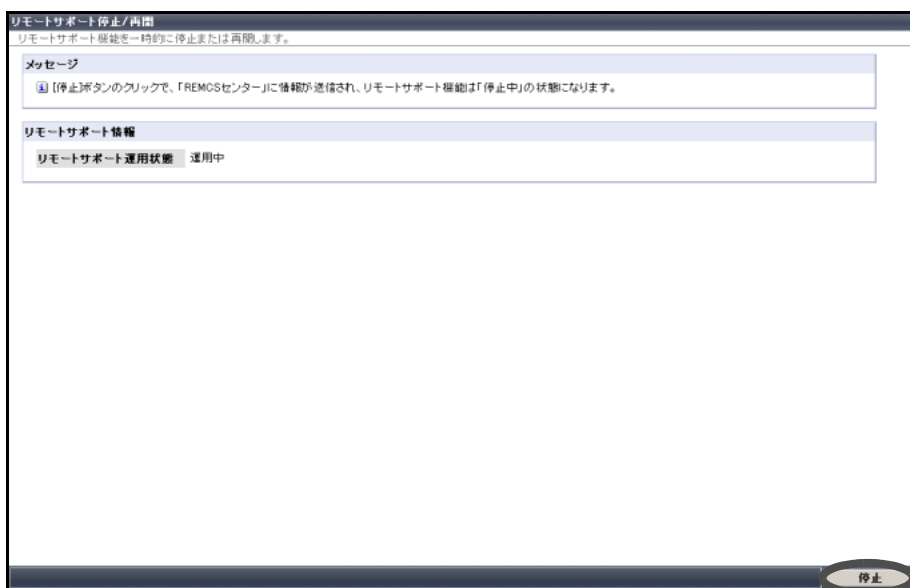 リモートサポート停止/再開
リモートサポート機能を一時的に停止または再開します。
メッセージ
[停止]ボタンのクリックで、「REMCSセンター」に情報が送信され、リモートサポート機能は「停止中」の状態になります。
リモートサポート情報
リモートサポート運用状態 運用中
停止